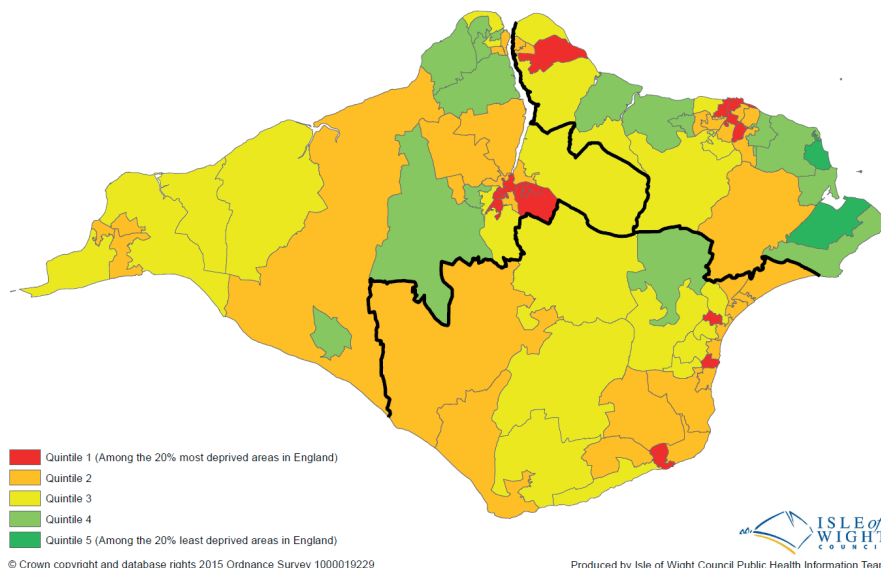 Quintile 1 (Among the 20% most deprived areas in England)
Quintile 2
Quintile 3
Quintile 4
Quintile 5 (Among the 20% least deprived areas in England)
ISLE of
WIGHT
COUNCIL
© Crown copyright and database rights 2015 Ordnance Survey 1000019229
Produced by Isle of Wight Council Public Health Information Team